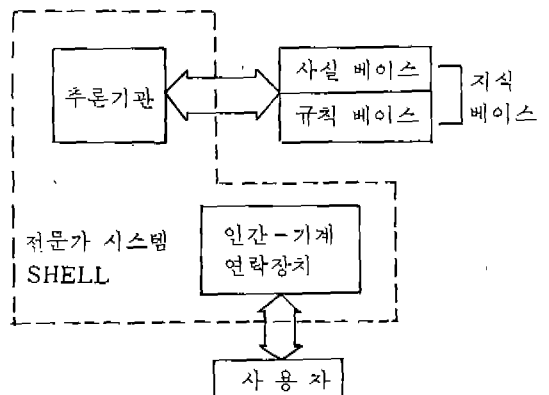 추론기관
사실 베이스
규칙 베이스
지식
베이스
전문가 시스템
SHELL
인간-기계
연락장치
사 용 자